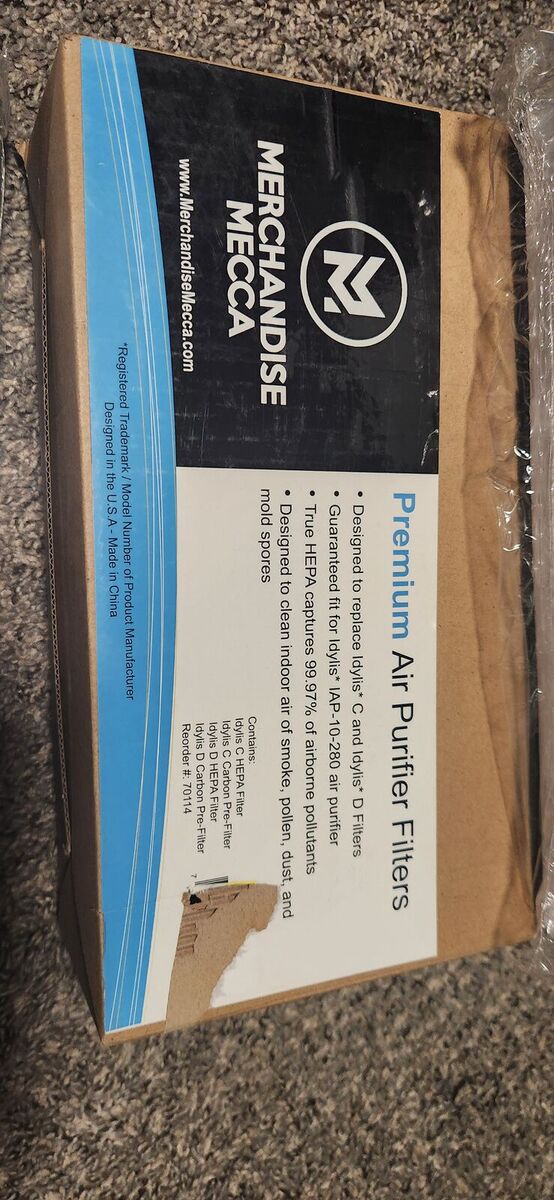 MERCHANDISE
MECCA
www.MerchandiseMecca.com
Premium Air Purifier Filters
• Designed to replace Idylis* C and Idylis* D Filters
• Guaranteed fit for Idylis* IAP-10-280 air purifier
• True HEPA captures 99.97% of airborne pollutants
• Designed to clean indoor air of smoke, pollen, dust, and
mold spores
Contains:
Idylis C HEPA Filter
Idylis C Carbon Pre-Filter
Idylis D HEPA Filter
Idylis D Carbon Pre-Filter
Reorder #: 70114
7
*Registered Trademark / Model Number of Product Manufacturer
Designed in the U.S.A - Made in China